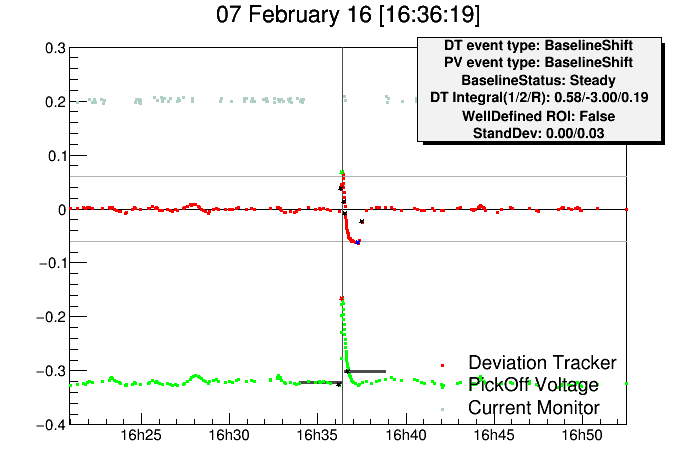 07 February 16 [16:36:19]
DT event type: BaselineShift
PV event type: BaselineShift
BaselineStatus: Steady
DT Integral(1/2/R): 0.58/-3.00/0.19
WellDefined ROI: False
StandDev: 0.00/0.03
0.3
0.2
0.1
0
−0.1
−0.2
−0.3
−0.4
Deviation Tracker
PickOff Voltage
Current Monitor
16h25 16h30 16h35 16h40 16h45 16h50